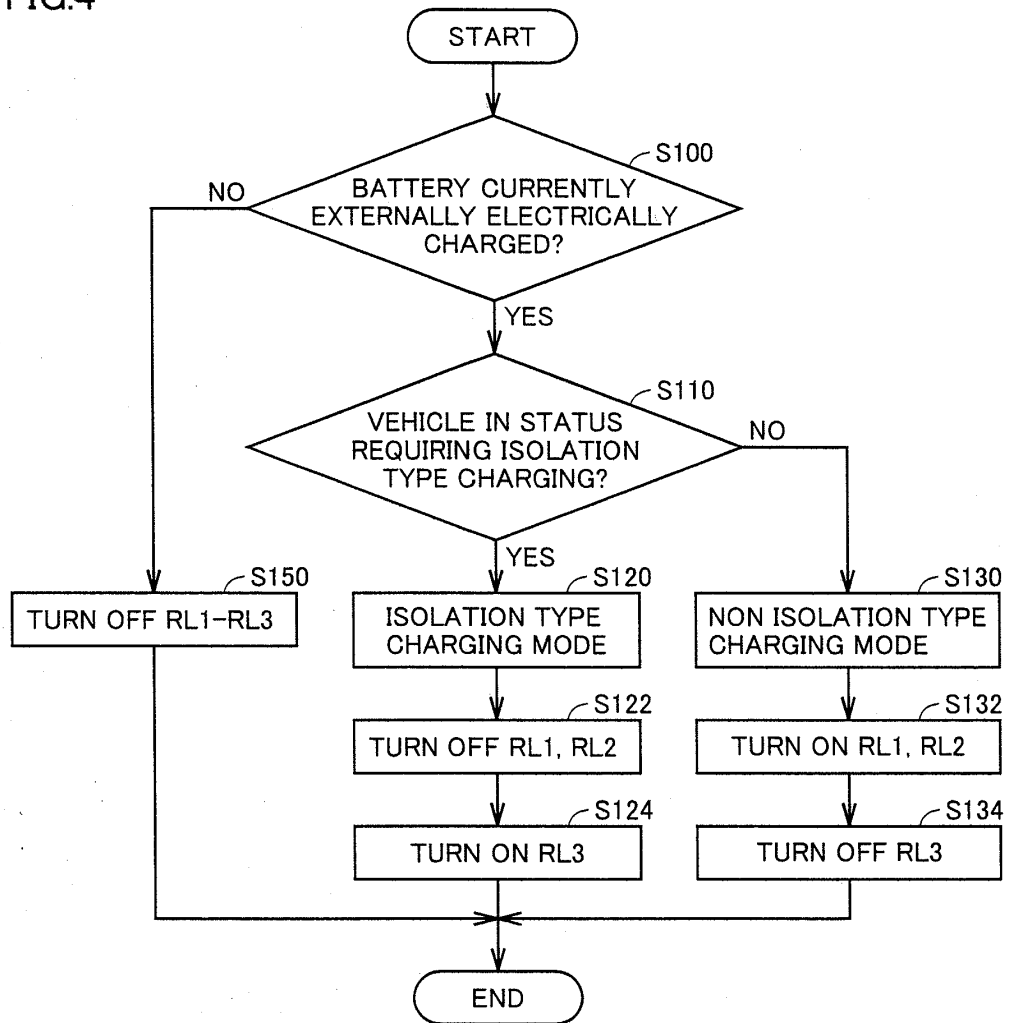 FIG.4
START
S100
NO
BATTERY CURRENTLY
EXTERNALLY ELECTRICALLY
CHARGED?
YES
S110
VEHICLE IN STATUS
REQUIRING ISOLATION
TYPE CHARGING?
NO
YES
S150
TURN OFF RL1-RL3
S120
ISOLATION TYPE
CHARGING MODE
S130
NON ISOLATION TYPE
CHARGING MODE
S122
TURN OFF RL1, RL2
S132
TURN ON RL1, RL2
S124
TURN ON RL3
S134
TURN OFF RL3
END